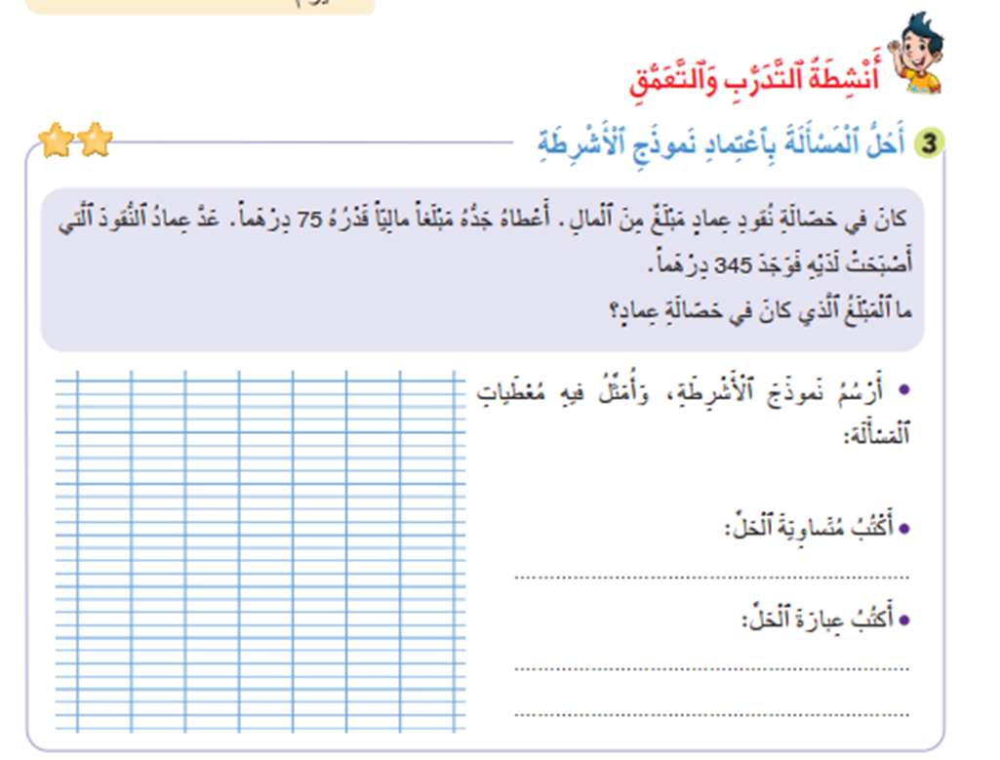 أَنْشِطَةُ ٱلتَّدَرُّبِ وَٱلتَّعَمُّقِ
3 أَحُلُّ ٱلْمَسْأَلَةَ بِٱعْتِمادِ نَموذَجِ ٱلْأَشْرِطَةِ
كانَ في حَصّالَةِ نُقودِ عِمادٍ مَبْلَغٌ مِنَ ٱلْمالِ. أَعْطاهُ جَدُّهُ مَبْلَغاً مالِيّاً قَدْرُهُ 75 دِرْهَماً. عَدَّ عِمادُ ٱلنُّقودَ ٱلَّتي
أَصْبَحَتْ لَدَيْهِ فَوَجَدَ 345 دِرْهَماً.
ما ٱلْمَبْلَغُ ٱلَّذي كانَ في حَصّالَةِ عِمادٍ؟
• أَرْسُمُ نَموذَجَ ٱلْأَشْرِطَةِ، وَأُمَثِّلُ فيهِ مُعْطَياتِ
ٱلْمَسْأَلَة:
• أَكْتُبُ مُتَساوِيَةَ ٱلْحَلِّ:
• أَكتُبُ عِبارَةَ ٱلْحَلِّ: